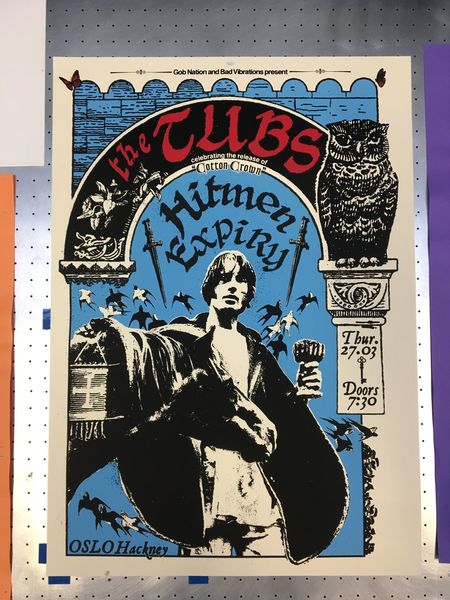 Gob Nation and Bad Vibrations present
the TUBS
celebrating the release of
"Cotton Crown"
Hitmen
Expiry
Thur.
27.03
Doors
7:30
OSLO Hackney